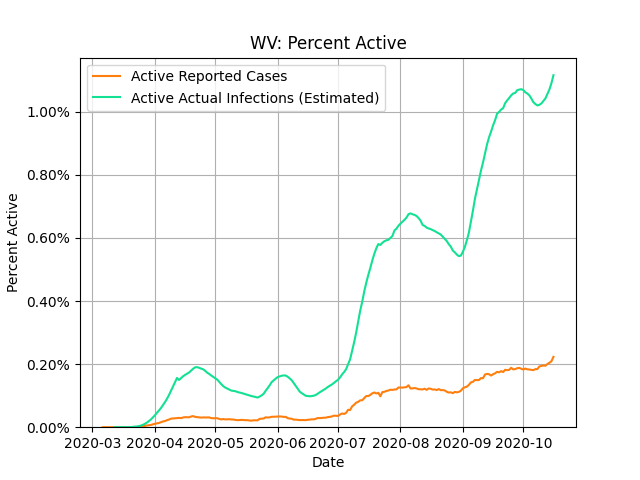 WV: Percent Active
Active Reported Cases
Active Actual Infections (Estimated)
1.00%
0.80%
0.60%
0.40%
0.20%
0.00%
Percent Active
2020-03 2020-04 2020-05 2020-06 2020-07 2020-08 2020-09 2020-10
Date